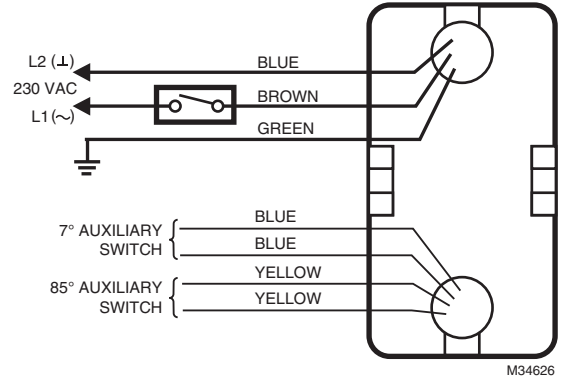 L2 (⊥)
BLUE
230 VAC
BROWN
L1 (~)
GREEN
7° AUXILIARY
SWITCH
BLUE
BLUE
85° AUXILIARY
SWITCH
YELLOW
YELLOW
M34626